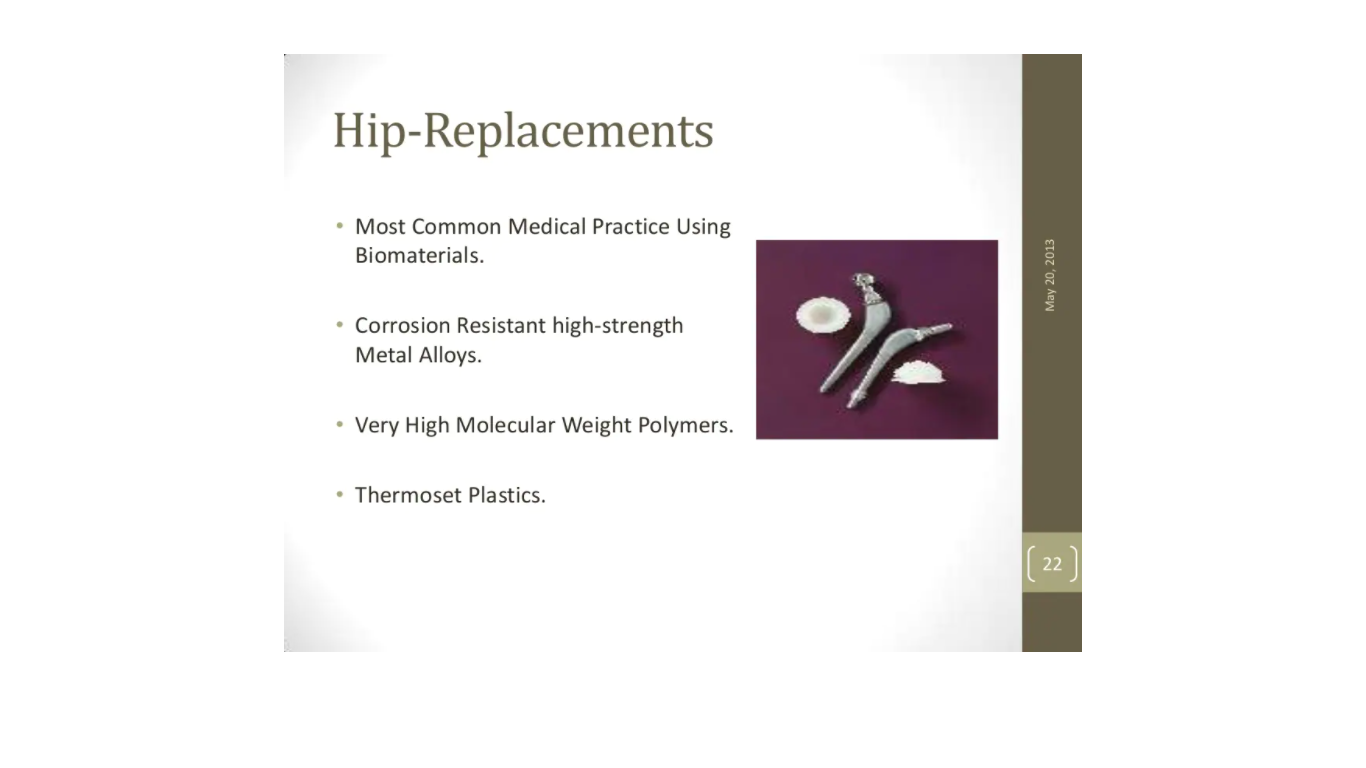 Hip-Replacements
• Most Common Medical Practice Using
Biomaterials.
• Corrosion Resistant high-strength
Metal Alloys.
• Very High Molecular Weight Polymers.
• Thermoset Plastics.
May 20, 2013
22